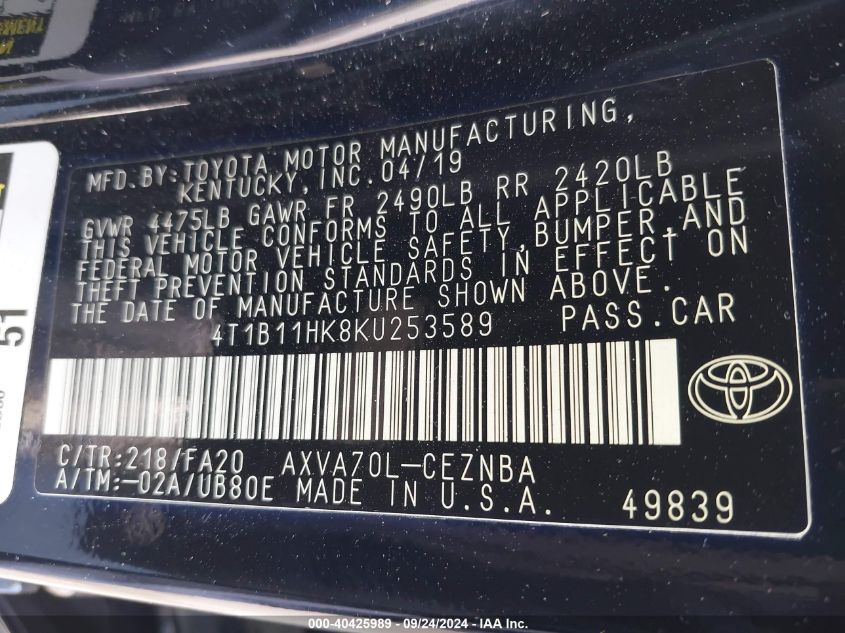 MFD. BY: TOYOTA MOTOR MANUFACTURING,
KENTUCKY, INC. 04/19
GVWR 4475LB GAWR FR 2490LB RR 2420LB
THIS VEHICLE CONFORMS TO ALL APPLICABLE
FEDERAL MOTOR VEHICLE SAFETY, BUMPER, AND
THEFT PREVENTION STANDARDS IN EFFECT ON
THE DATE OF MANUFACTURE SHOWN ABOVE.
4T1B11HK8KU253589 PASS. CAR
C/TR: 218/FA20 AXVA70L-CEZNBA
A/TM: -02A/UB80E MADE IN U.S.A. 49839
51
000-40425989 - 09/24/2024 - IAAI.COM